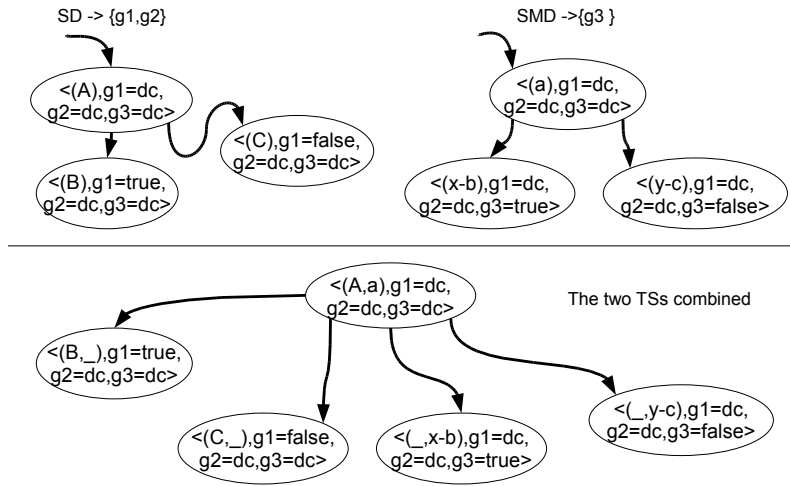 SD -> {g1,g2}
SMD ->{g3 }
<(A),g1=dc,
g2=dc,g3=dc>
<(a),g1=dc,
g2=dc,g3=dc>
<(C),g1=false,
g2=dc,g3=dc>
<(B),g1=true,
g2=dc,g3=dc>
<(x-b),g1=dc,
g2=dc,g3=true>
<(y-c),g1=dc,
g2=dc,g3=false>
<(A,a),g1=dc,
g2=dc,g3=dc>
The two TSs combined
<(B,_),g1=true,
g2=dc,g3=dc>
<(C,_),g1=false,
g2=dc,g3=dc>
<(_,x-b),g1=dc,
g2=dc,g3=true>
<(_,y-c),g1=dc,
g2=dc,g3=false>